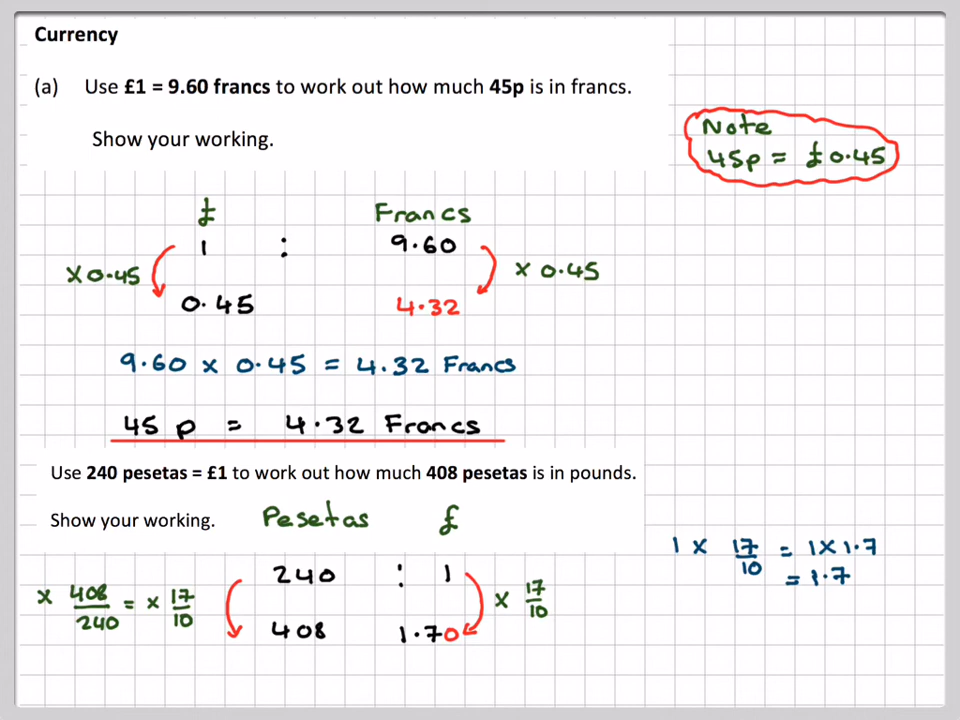 Currency
(a) Use £1 = 9.60 francs to work out how much 45p is in francs.
Show your working.
Note
45p = £0.45
£ Francs
1 : 9.60
×0.45 × 0.45
0.45 4.32
9.60 × 0.45 = 4.32 Francs
45 p = 4.32 Francs
Use 240 pesetas = £1 to work out how much 408 pesetas is in pounds.
Show your working.
Pesetas £
240 : 1
× 408/240 = × 17/10 × 17/10
408 1.70
1 × 17/10 = 1×1.7
= 1.7